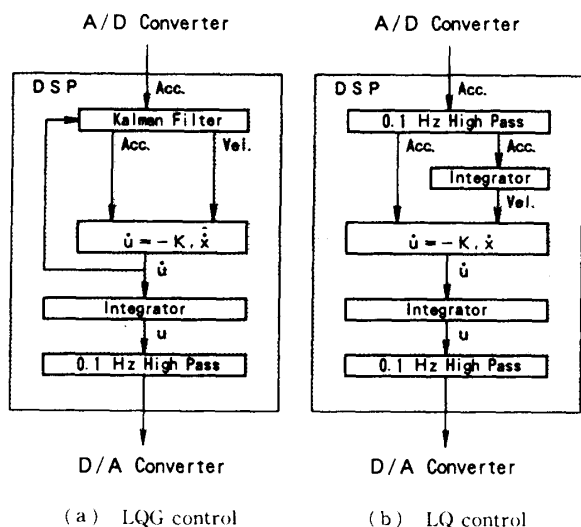 A/D Converter
DSP
Acc.
Kalman Filter
Acc.
Vel.
u̇ = − K, ẋ̂
u̇
Integrator
u
0.1 Hz High Pass
D/A Converter
(a) LQG control
A/D Converter
DSP
Acc.
0.1 Hz High Pass
Acc.
Acc.
Integrator
Vel.
u̇ = − K, ẋ
u̇
Integrator
u
0.1 Hz High Pass
D/A Converter
(b) LQ control